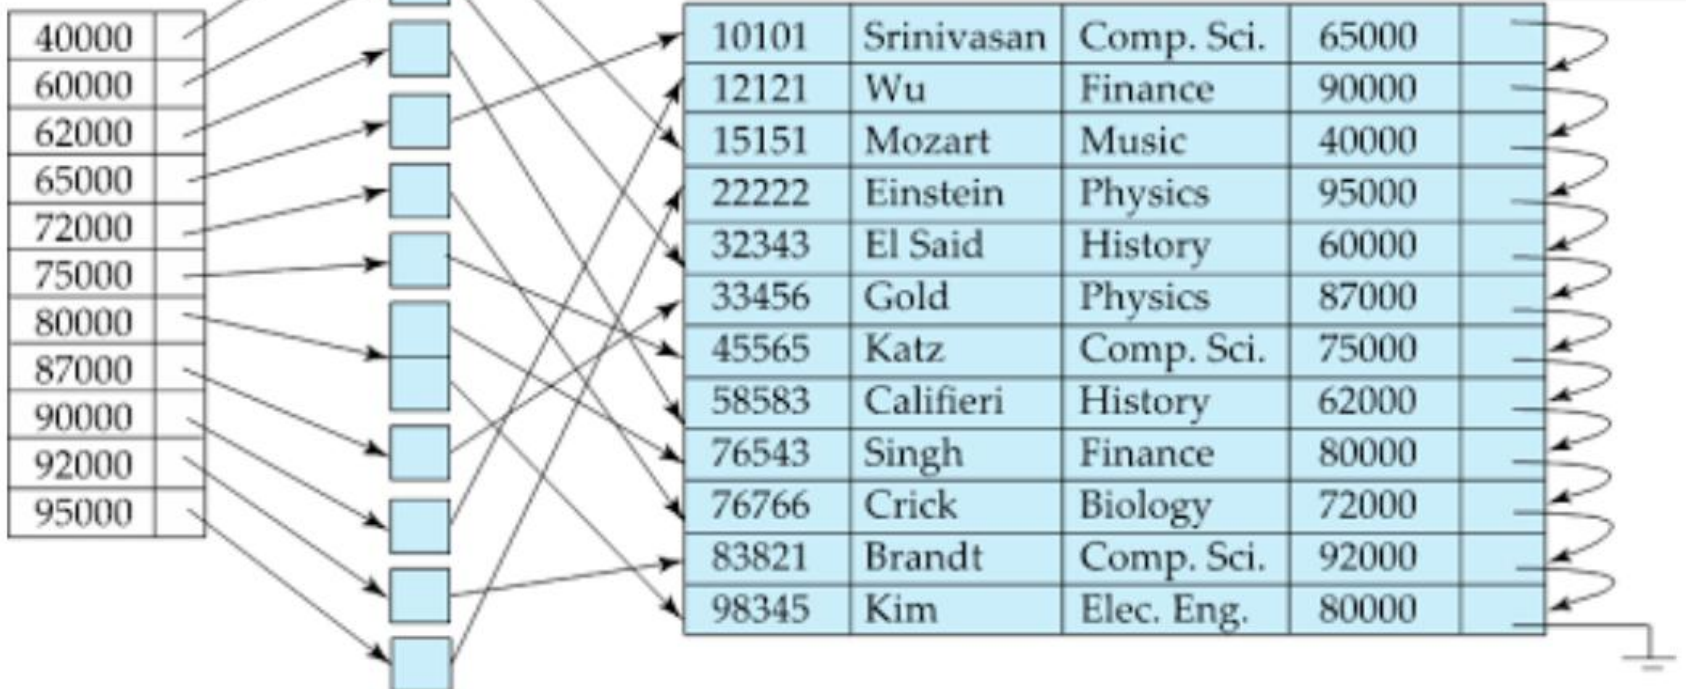 40000
60000
62000
65000
72000
75000
80000
87000
90000
92000
95000
10101 Srinivasan Comp. Sci. 65000
12121 Wu Finance 90000
15151 Mozart Music 40000
22222 Einstein Physics 95000
32343 El Said History 60000
33456 Gold Physics 87000
45565 Katz Comp. Sci. 75000
58583 Califieri History 62000
76543 Singh Finance 80000
76766 Crick Biology 72000
83821 Brandt Comp. Sci. 92000
98345 Kim Elec. Eng. 80000